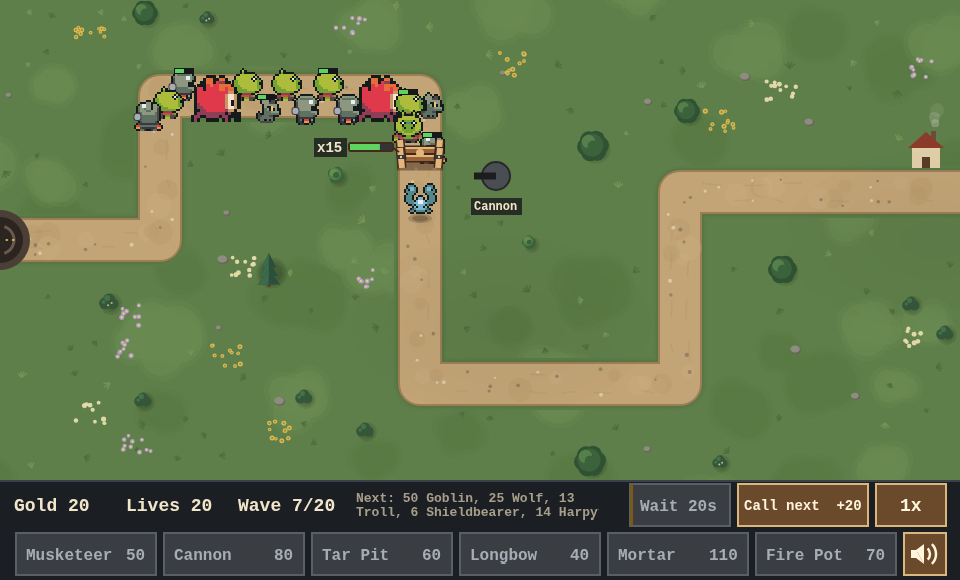 x15
Cannon
Gold 20 Lives 20 Wave 7/20
Next: 50 Goblin, 25 Wolf, 13
Troll, 6 Shieldbearer, 14 Harpy
Wait 20s
Call next +20
1x
Musketeer 50
Cannon 80
Tar Pit 60
Longbow 40
Mortar 110
Fire Pot 70